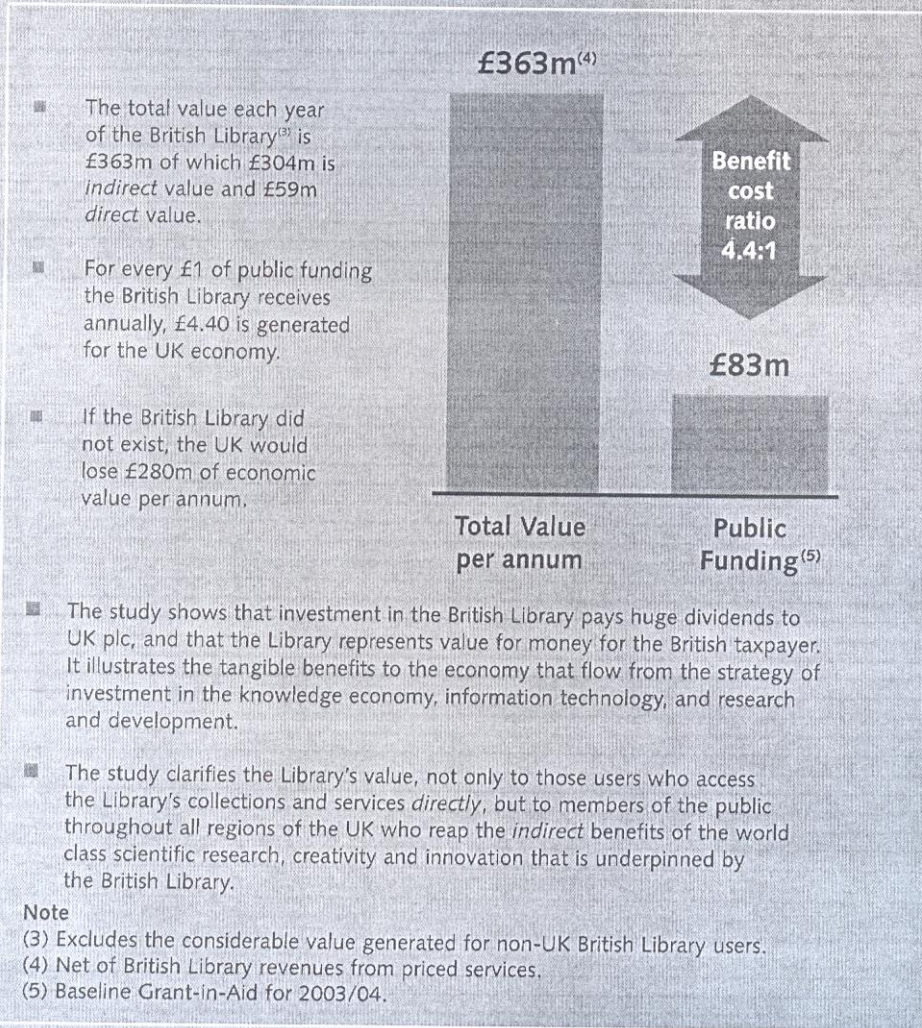 £363m(4)
The total value each year
of the British Library(3) is
£363m of which £304m is
indirect value and £59m
direct value.
For every £1 of public funding
the British Library receives
annually, £4.40 is generated
for the UK economy.
If the British Library did
not exist, the UK would
lose £280m of economic
value per annum.
Benefit
cost
ratio
4.4:1
£83m
Total Value
per annum
Public
Funding(5)
The study shows that investment in the British Library pays huge dividends to
UK plc, and that the Library represents value for money for the British taxpayer.
It illustrates the tangible benefits to the economy that flow from the strategy of
investment in the knowledge economy, information technology, and research
and development.
The study clarifies the Library's value, not only to those users who access
the Library's collections and services directly, but to members of the public
throughout all regions of the UK who reap the indirect benefits of the world
class scientific research, creativity and innovation that is underpinned by
the British Library.
Note
(3) Excludes the considerable value generated for non-UK British Library users.
(4) Net of British Library revenues from priced services.
(5) Baseline Grant-in-Aid for 2003/04.